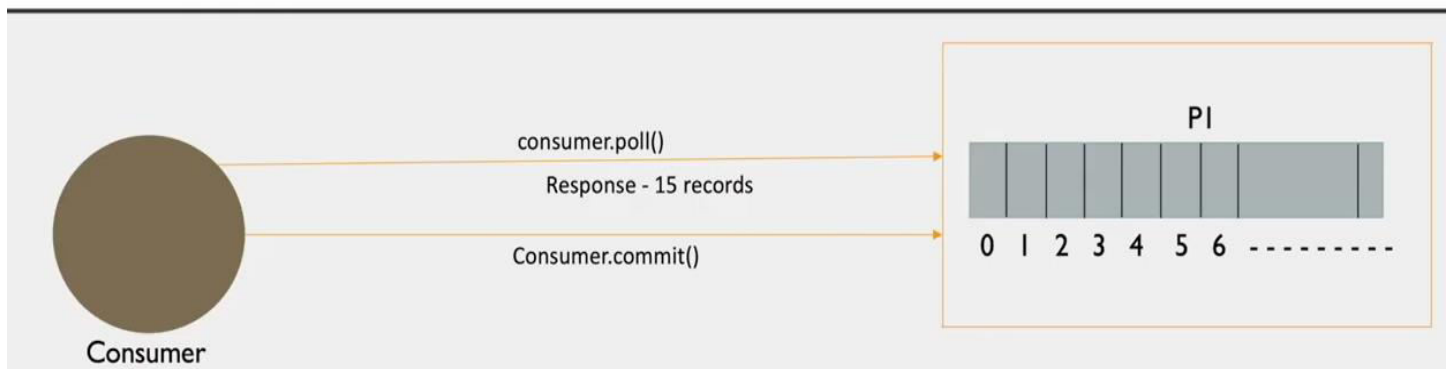 consumer.poll()
Response - 15 records
Consumer.commit()
Consumer
P1
0 1 2 3 4 5 6 - - - - - - - - -